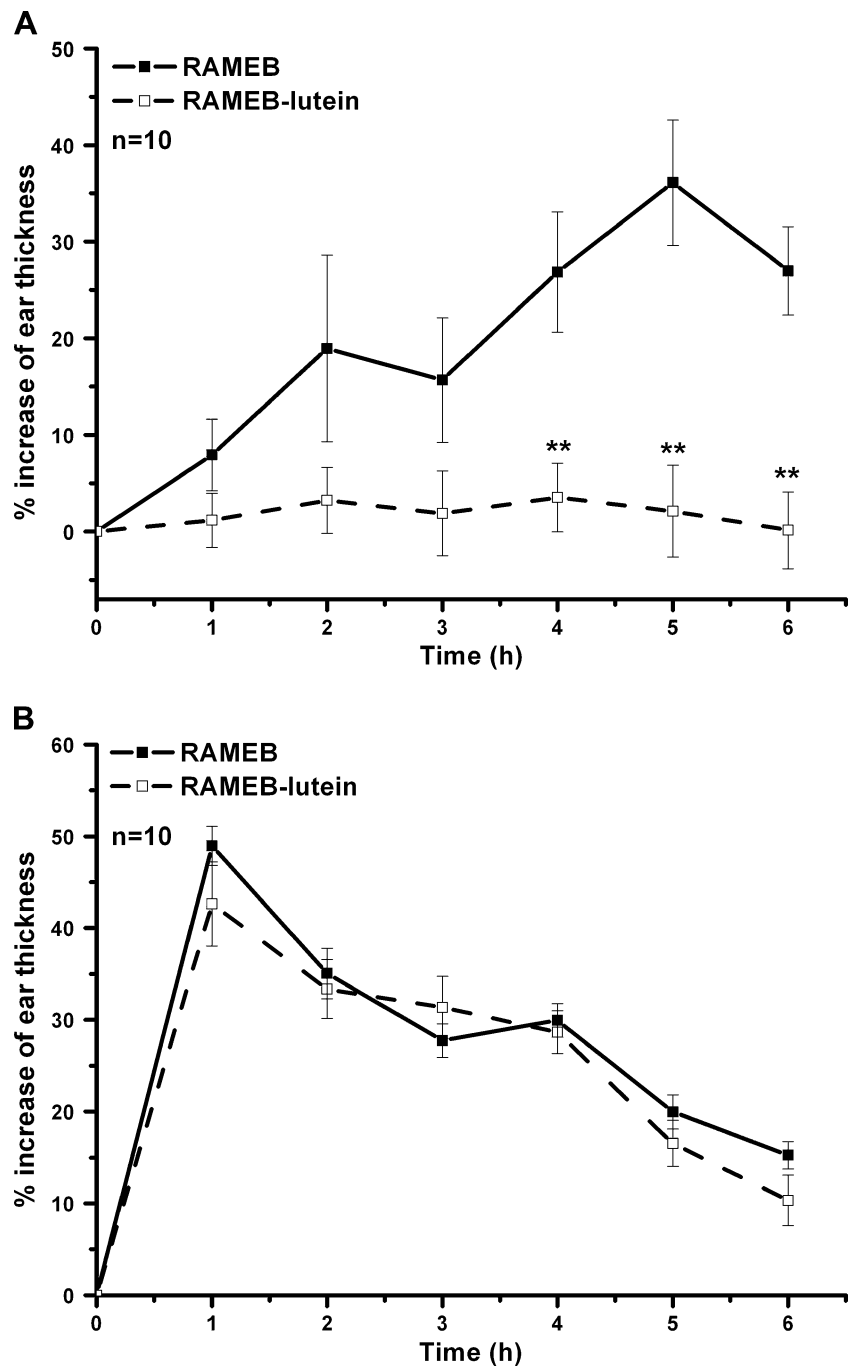 A
50
RAMEB
RAMEB-lutein
n=10
40
30
20
10
0
% increase of ear thickness
**
**
**
0 1 2 3 4 5 6
Time (h)
B
60
RAMEB
RAMEB-lutein
n=10
50
40
30
20
10
0
% increase of ear thickness
0 1 2 3 4 5 6
Time (h)